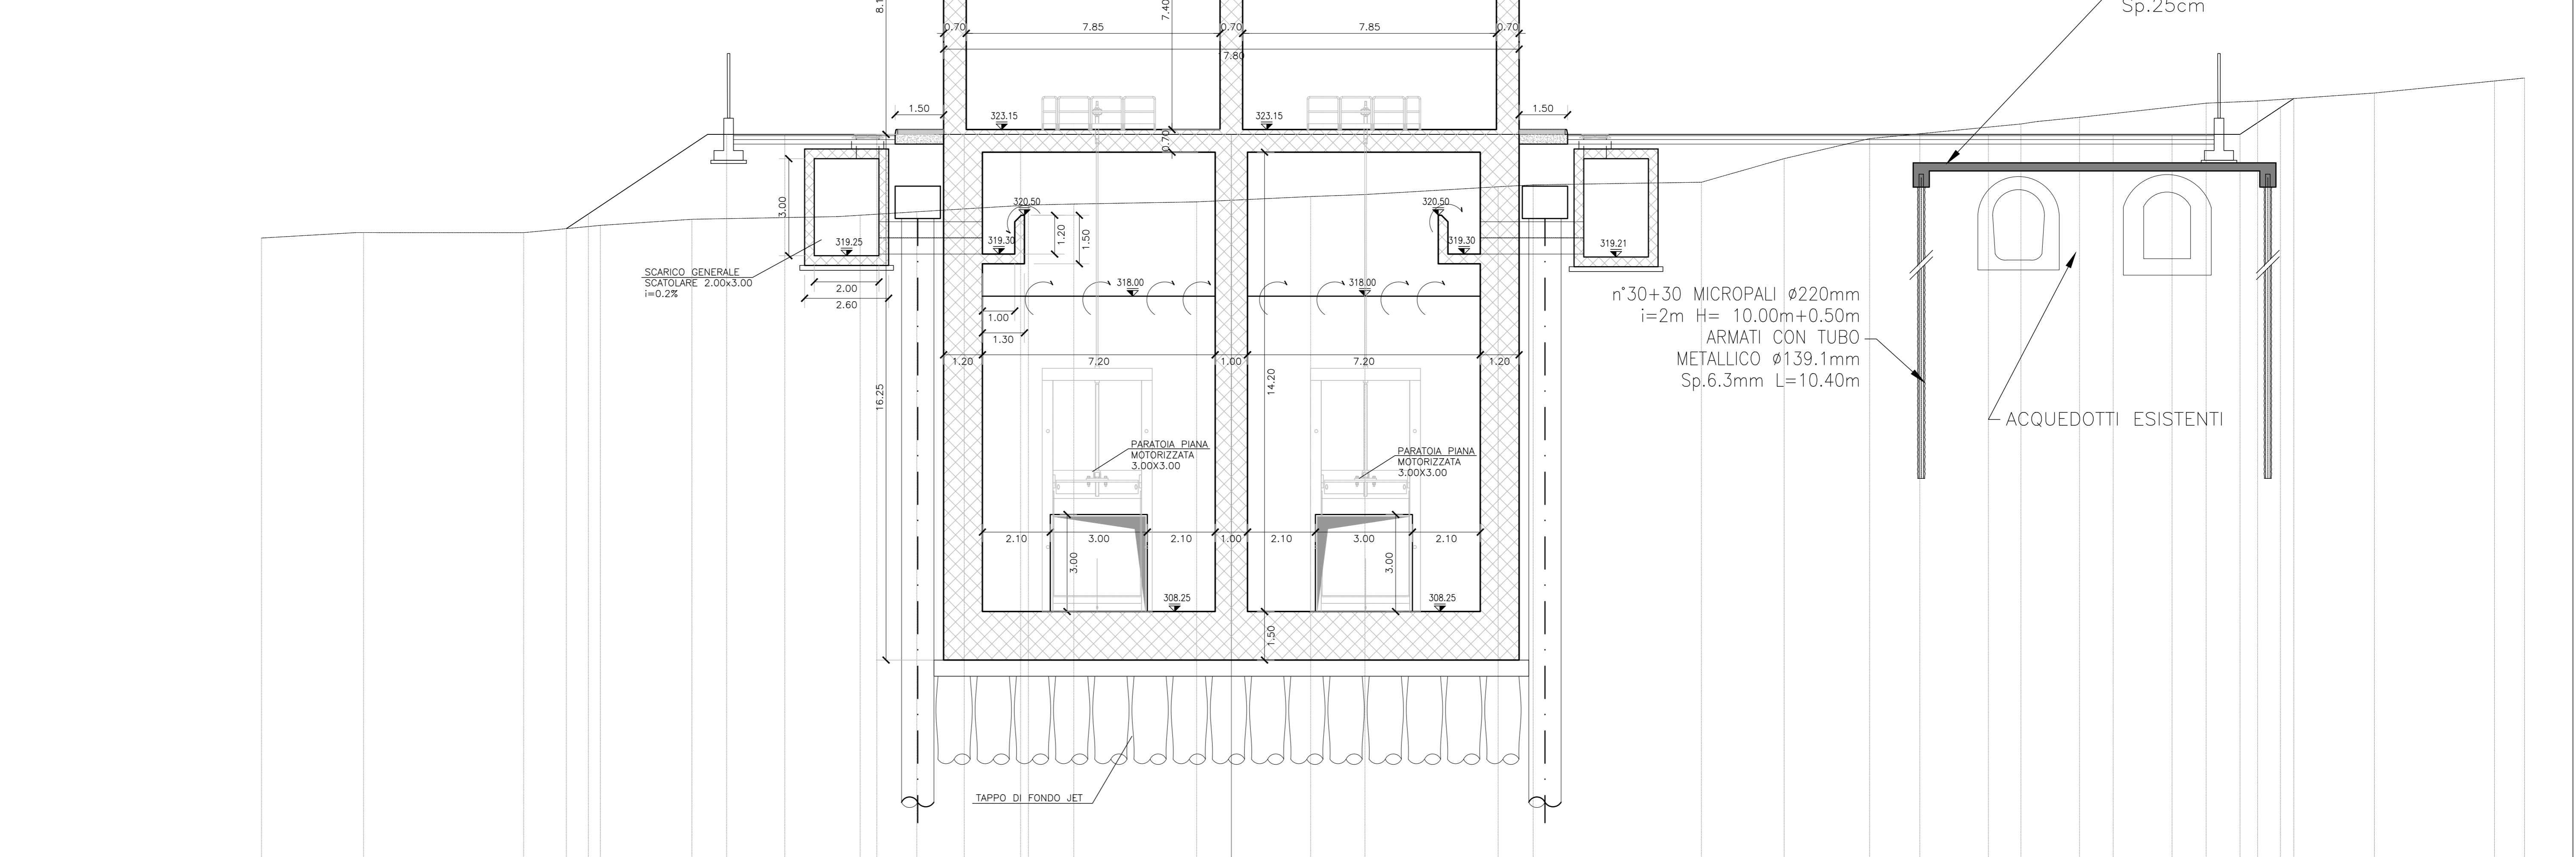 8.1
7.40
Sp.25cm
0.70
7.85
0.70
7.85
0.70
7.80
1.50
323.15
323.15
1.50
0.70
3.00
320.50
320.50
319.25
319.30
1.20
1.50
319.30
319.21
SCARICO GENERALE
SCATOLARE 2.00x3.00
i=0.2%
2.00
2.60
318.00
318.00
1.00
1.30
n°30+30 MICROPALI ø220mm
i=2m H= 10.00m+0.50m
ARMATI CON TUBO
METALLICO ø139.1mm
Sp.6.3mm L=10.40m
1.20
7.20
1.00
7.20
1.20
16.25
14.20
ACQUEDOTTI ESISTENTI
PARATOIA PIANA
MOTORIZZATA
3.00X3.00
PARATOIA PIANA
MOTORIZZATA
3.00X3.00
2.10
3.00
2.10
1.00
2.10
3.00
2.10
3.00
3.00
308.25
308.25
1.50
TAPPO DI FONDO JET